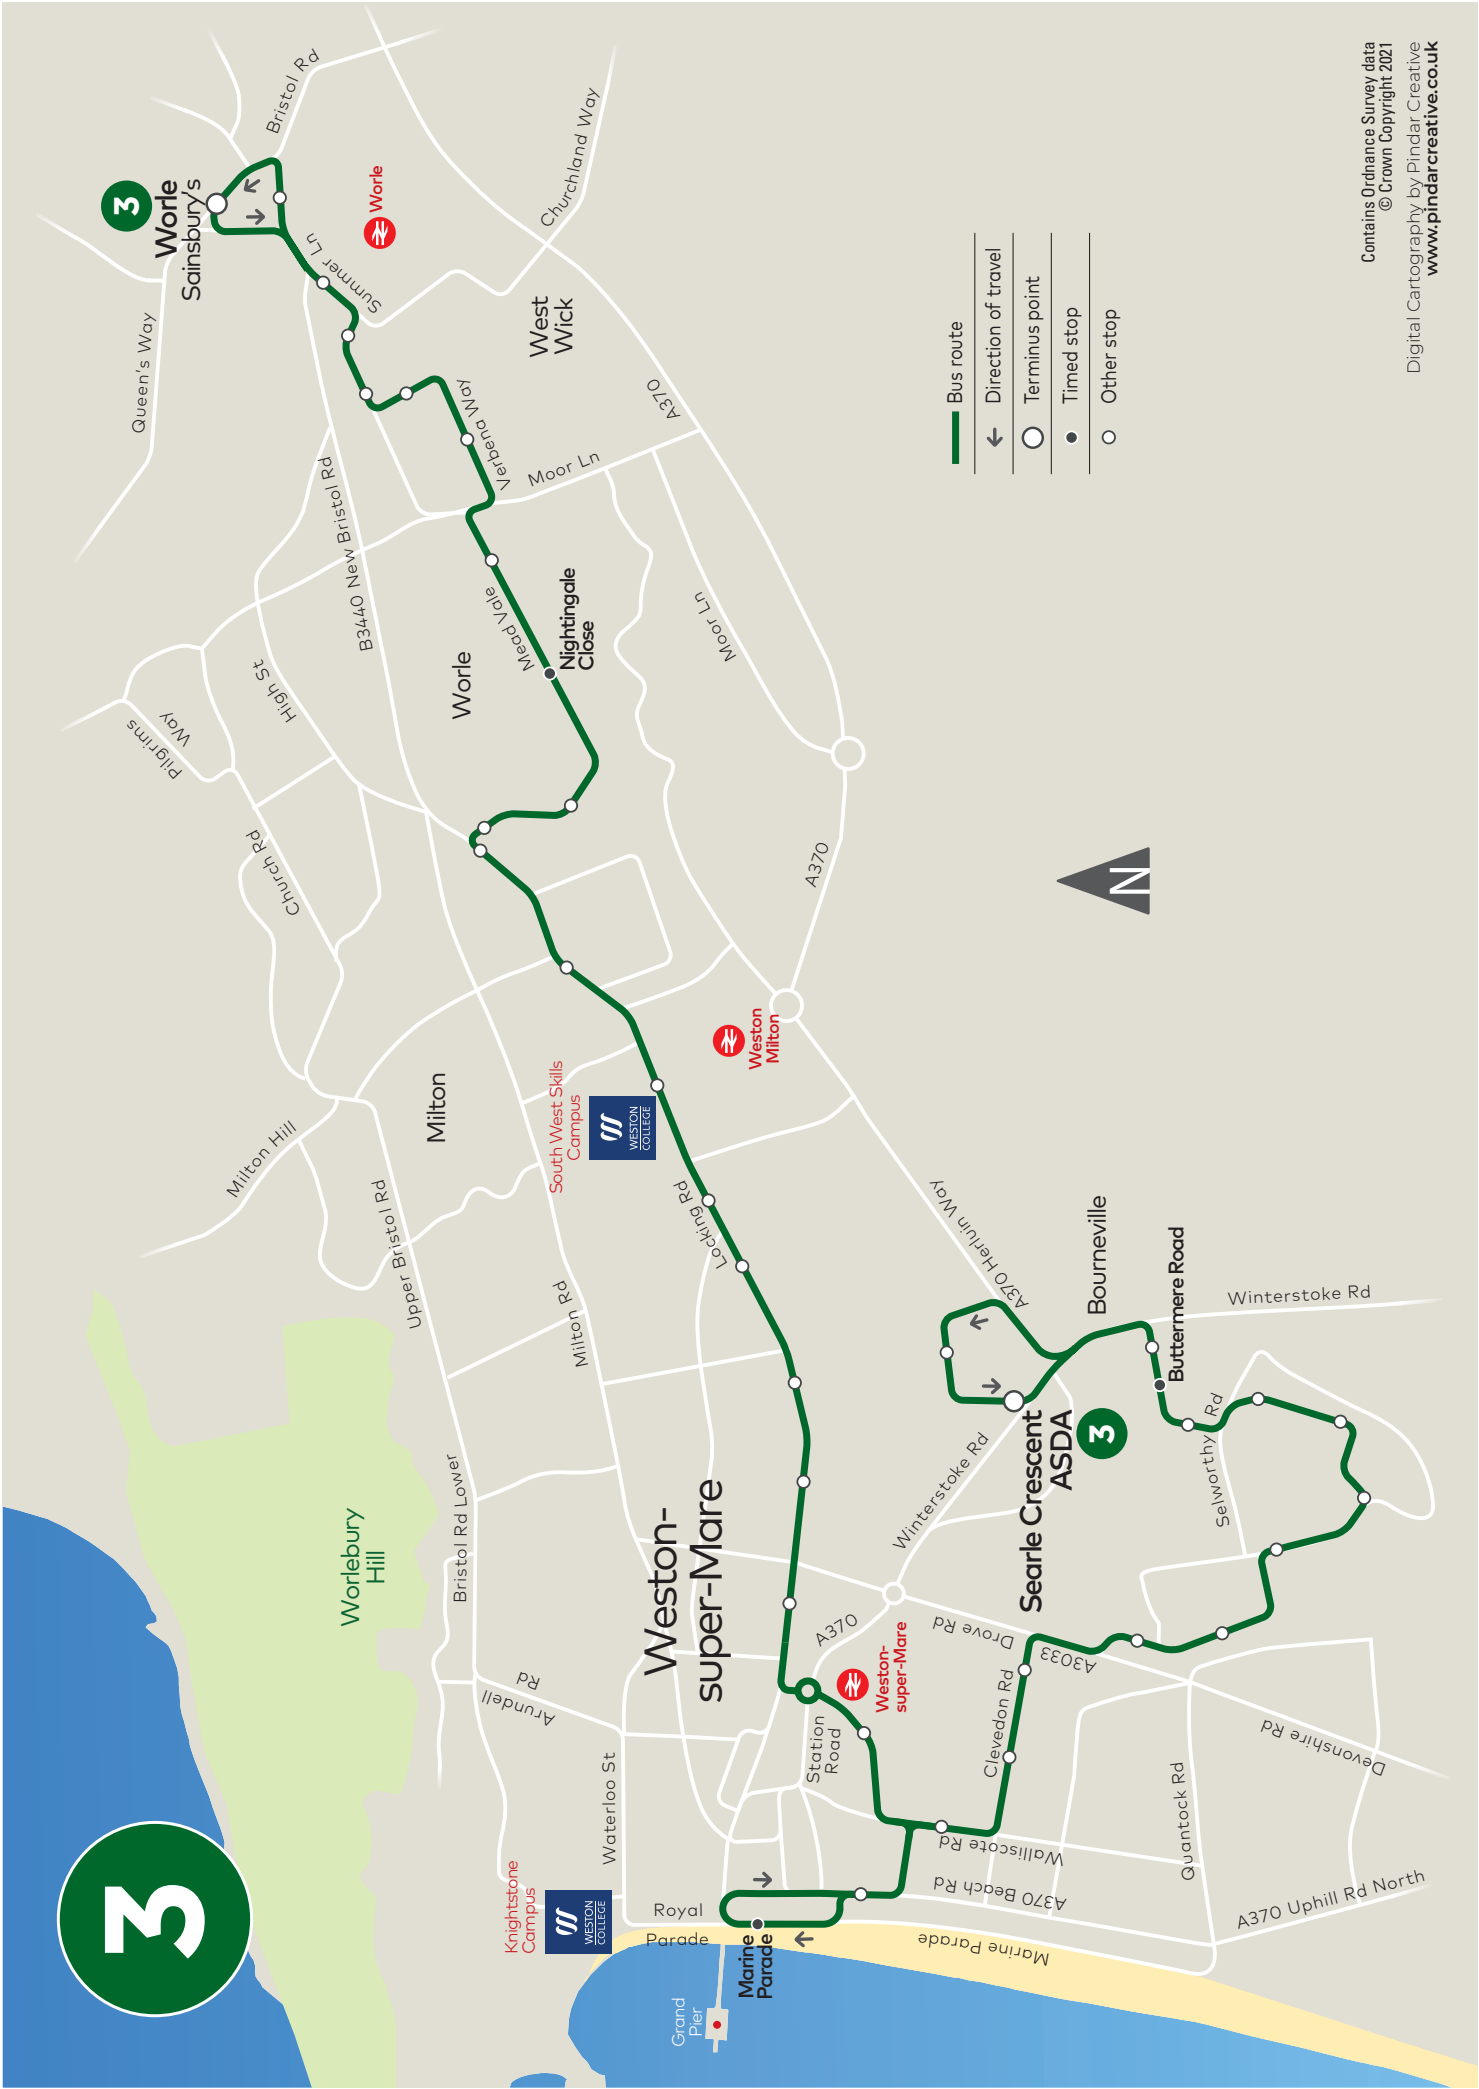 3
Worlebury
Hill
Grand
Pier
Knightstone
Campus
WESTON
COLLEGE
Royal
Parade
Marine
Parade
Marine Parade
Waterloo St
Arundell
Rd
Bristol Rd Lower
Upper Bristol Rd
Milton Hill
Milton Rd
Milton
Weston-
super-Mare
Station
Road
A370
Weston-
super-Mare
Drove Rd
A3033
Clevedon Rd
Walliscote Rd
A370 Beach Rd
Quantock Rd
Devonshire Rd
A370 Uphill Rd North
Winterstoke Rd
Searle Crescent
ASDA
3
Selworthy Rd
Buttermere Road
Bourneville
Winterstoke Rd
A370 Herluin Way
Locking Rd
South West Skills
Campus
WESTON
COLLEGE
Weston
Milton
A370
Church Rd
Pilgrims
Way
High St
Worle
B3440 New Bristol Rd
Mead Vale
Nightingale
Close
Moor Ln
Moor Ln
Verbena Way
A370
West
Wick
Queen's Way
3
Worle
Sainsbury's
Summer Ln
Worle
Bristol Rd
Churchland Way
N
Bus route
Direction of travel
Terminus point
Timed stop
Other stop
Contains Ordnance Survey data
© Crown Copyright 2021
Digital Cartography by Pindar Creative
www.pindarcreative.co.uk